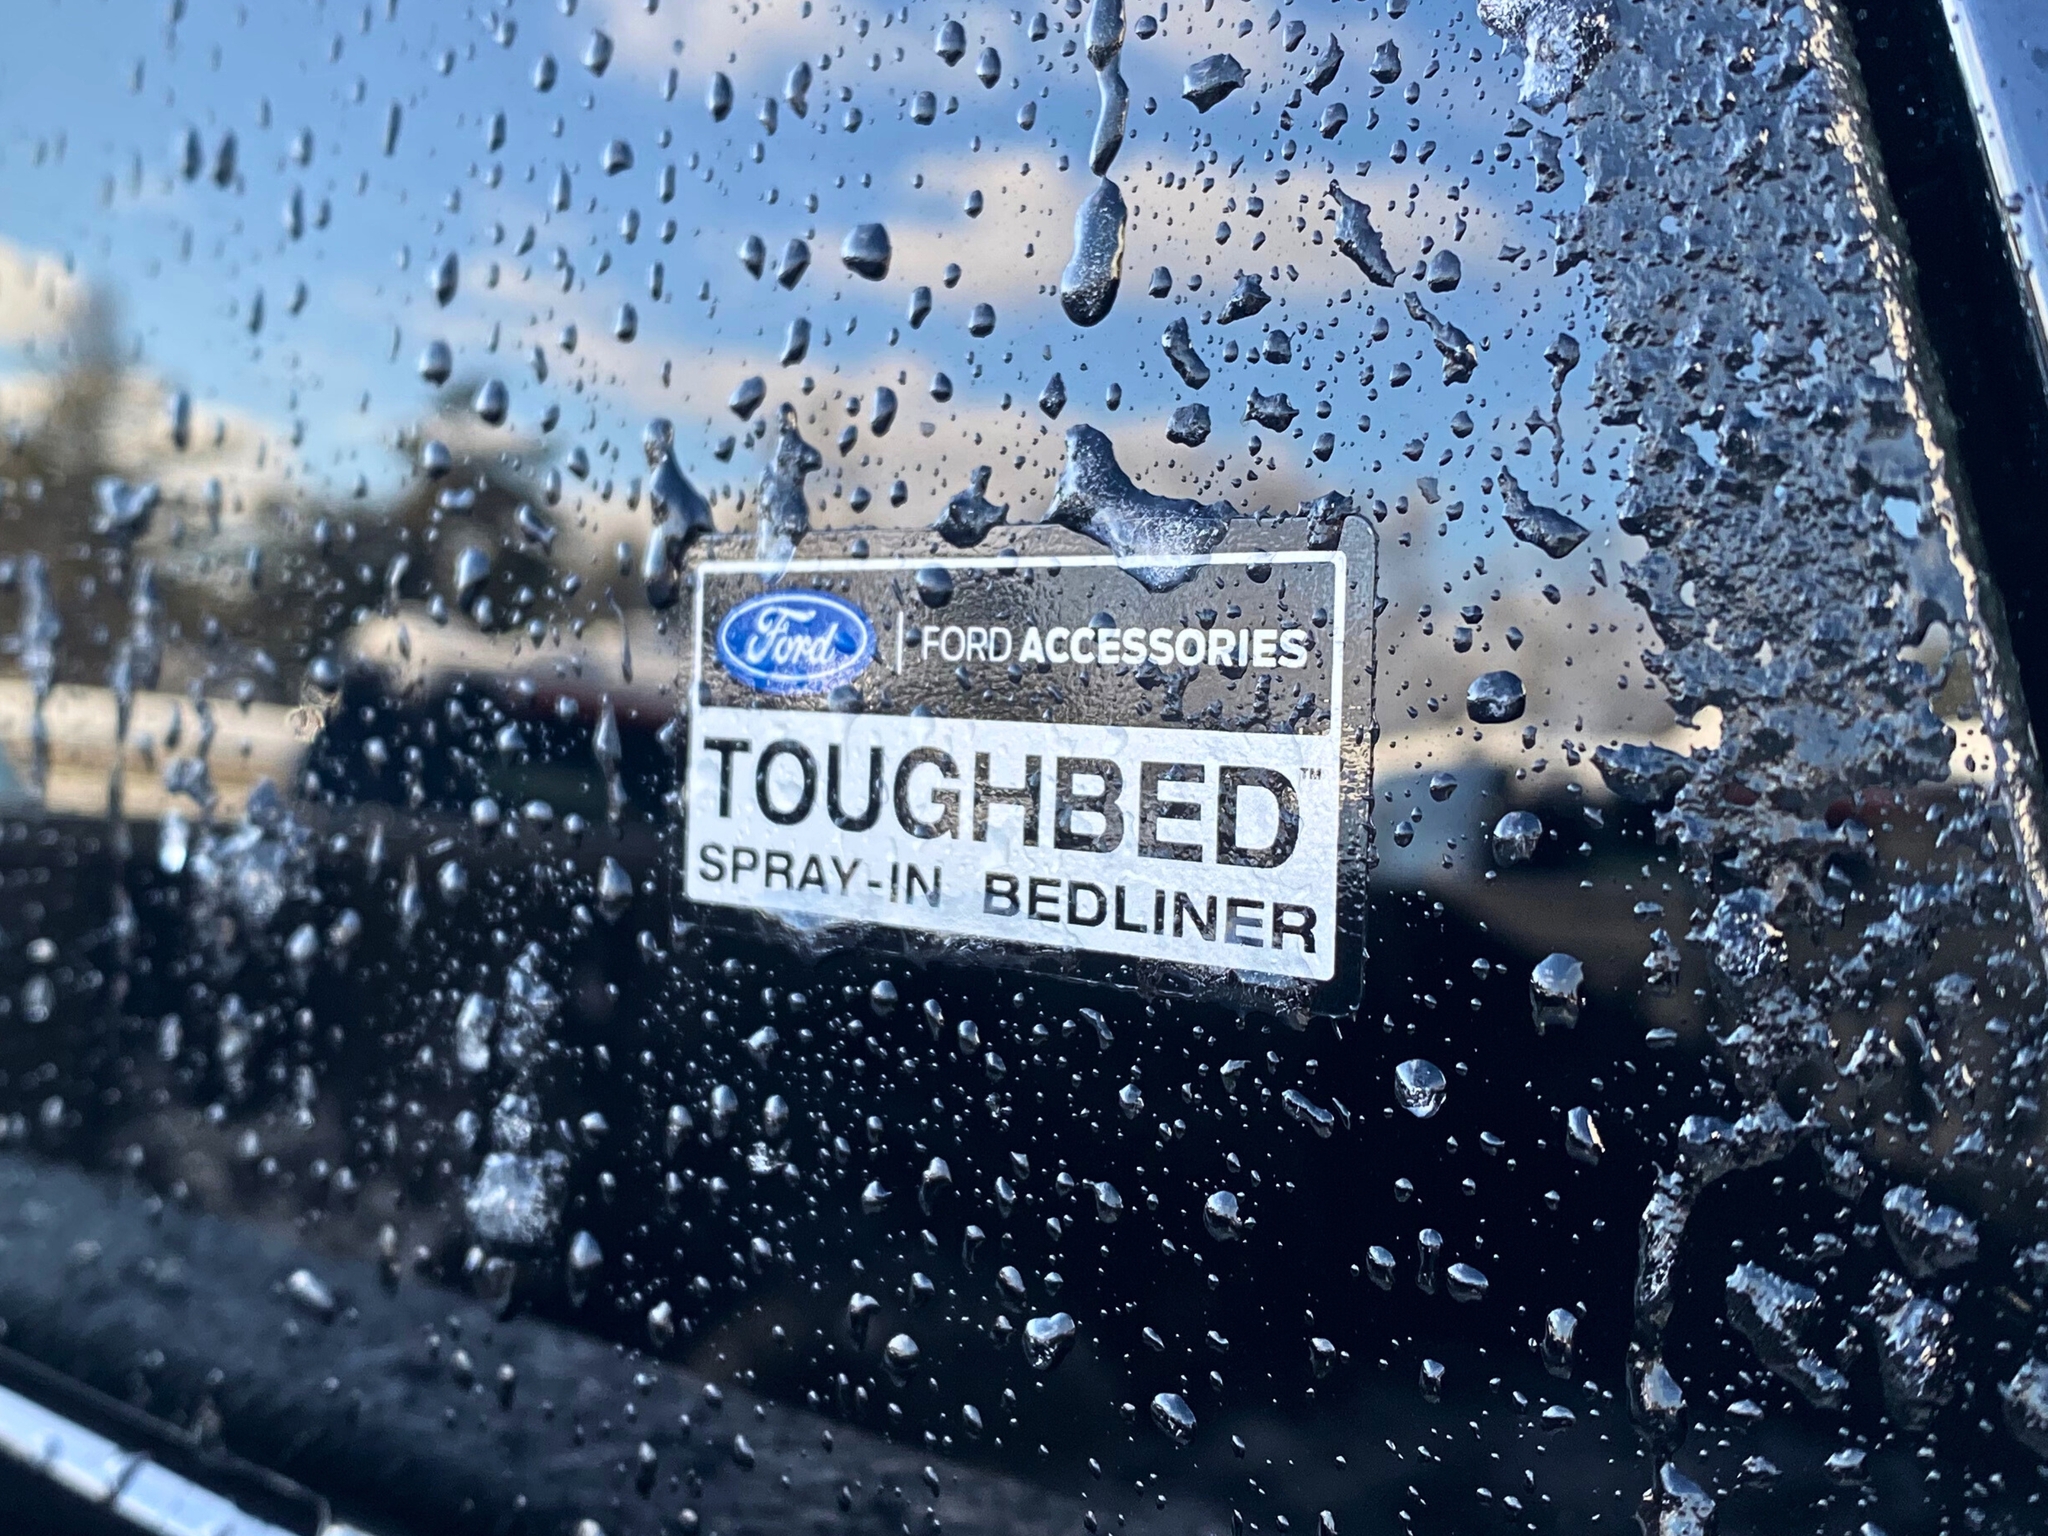 Ford | FORD ACCESSORIES
TOUGHBED™
SPRAY-IN BEDLINER